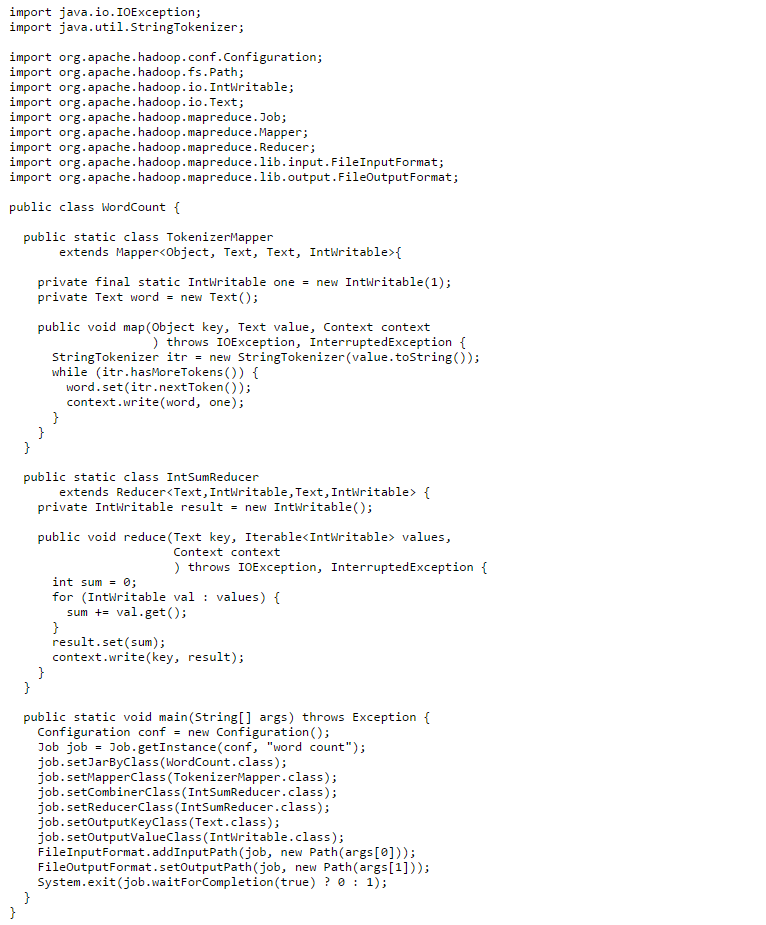 import java.io.IOException;
import java.util.StringTokenizer;

import org.apache.hadoop.conf.Configuration;
import org.apache.hadoop.fs.Path;
import org.apache.hadoop.io.IntWritable;
import org.apache.hadoop.io.Text;
import org.apache.hadoop.mapreduce.Job;
import org.apache.hadoop.mapreduce.Mapper;
import org.apache.hadoop.mapreduce.Reducer;
import org.apache.hadoop.mapreduce.lib.input.FileInputFormat;
import org.apache.hadoop.mapreduce.lib.output.FileOutputFormat;

public class WordCount {

  public static class TokenizerMapper
       extends Mapper<Object, Text, Text, IntWritable>{

    private final static IntWritable one = new IntWritable(1);
    private Text word = new Text();

    public void map(Object key, Text value, Context context
                    ) throws IOException, InterruptedException {
      StringTokenizer itr = new StringTokenizer(value.toString());
      while (itr.hasMoreTokens()) {
        word.set(itr.nextToken());
        context.write(word, one);
      }
    }
  }

  public static class IntSumReducer
       extends Reducer<Text,IntWritable,Text,IntWritable> {
    private IntWritable result = new IntWritable();

    public void reduce(Text key, Iterable<IntWritable> values,
                       Context context
                       ) throws IOException, InterruptedException {
      int sum = 0;
      for (IntWritable val : values) {
        sum += val.get();
      }
      result.set(sum);
      context.write(key, result);
    }
  }

  public static void main(String[] args) throws Exception {
    Configuration conf = new Configuration();
    Job job = Job.getInstance(conf, "word count");
    job.setJarByClass(WordCount.class);
    job.setMapperClass(TokenizerMapper.class);
    job.setCombinerClass(IntSumReducer.class);
    job.setReducerClass(IntSumReducer.class);
    job.setOutputKeyClass(Text.class);
    job.setOutputValueClass(IntWritable.class);
    FileInputFormat.addInputPath(job, new Path(args[0]));
    FileOutputFormat.setOutputPath(job, new Path(args[1]));
    System.exit(job.waitForCompletion(true) ? 0 : 1);
  }
}